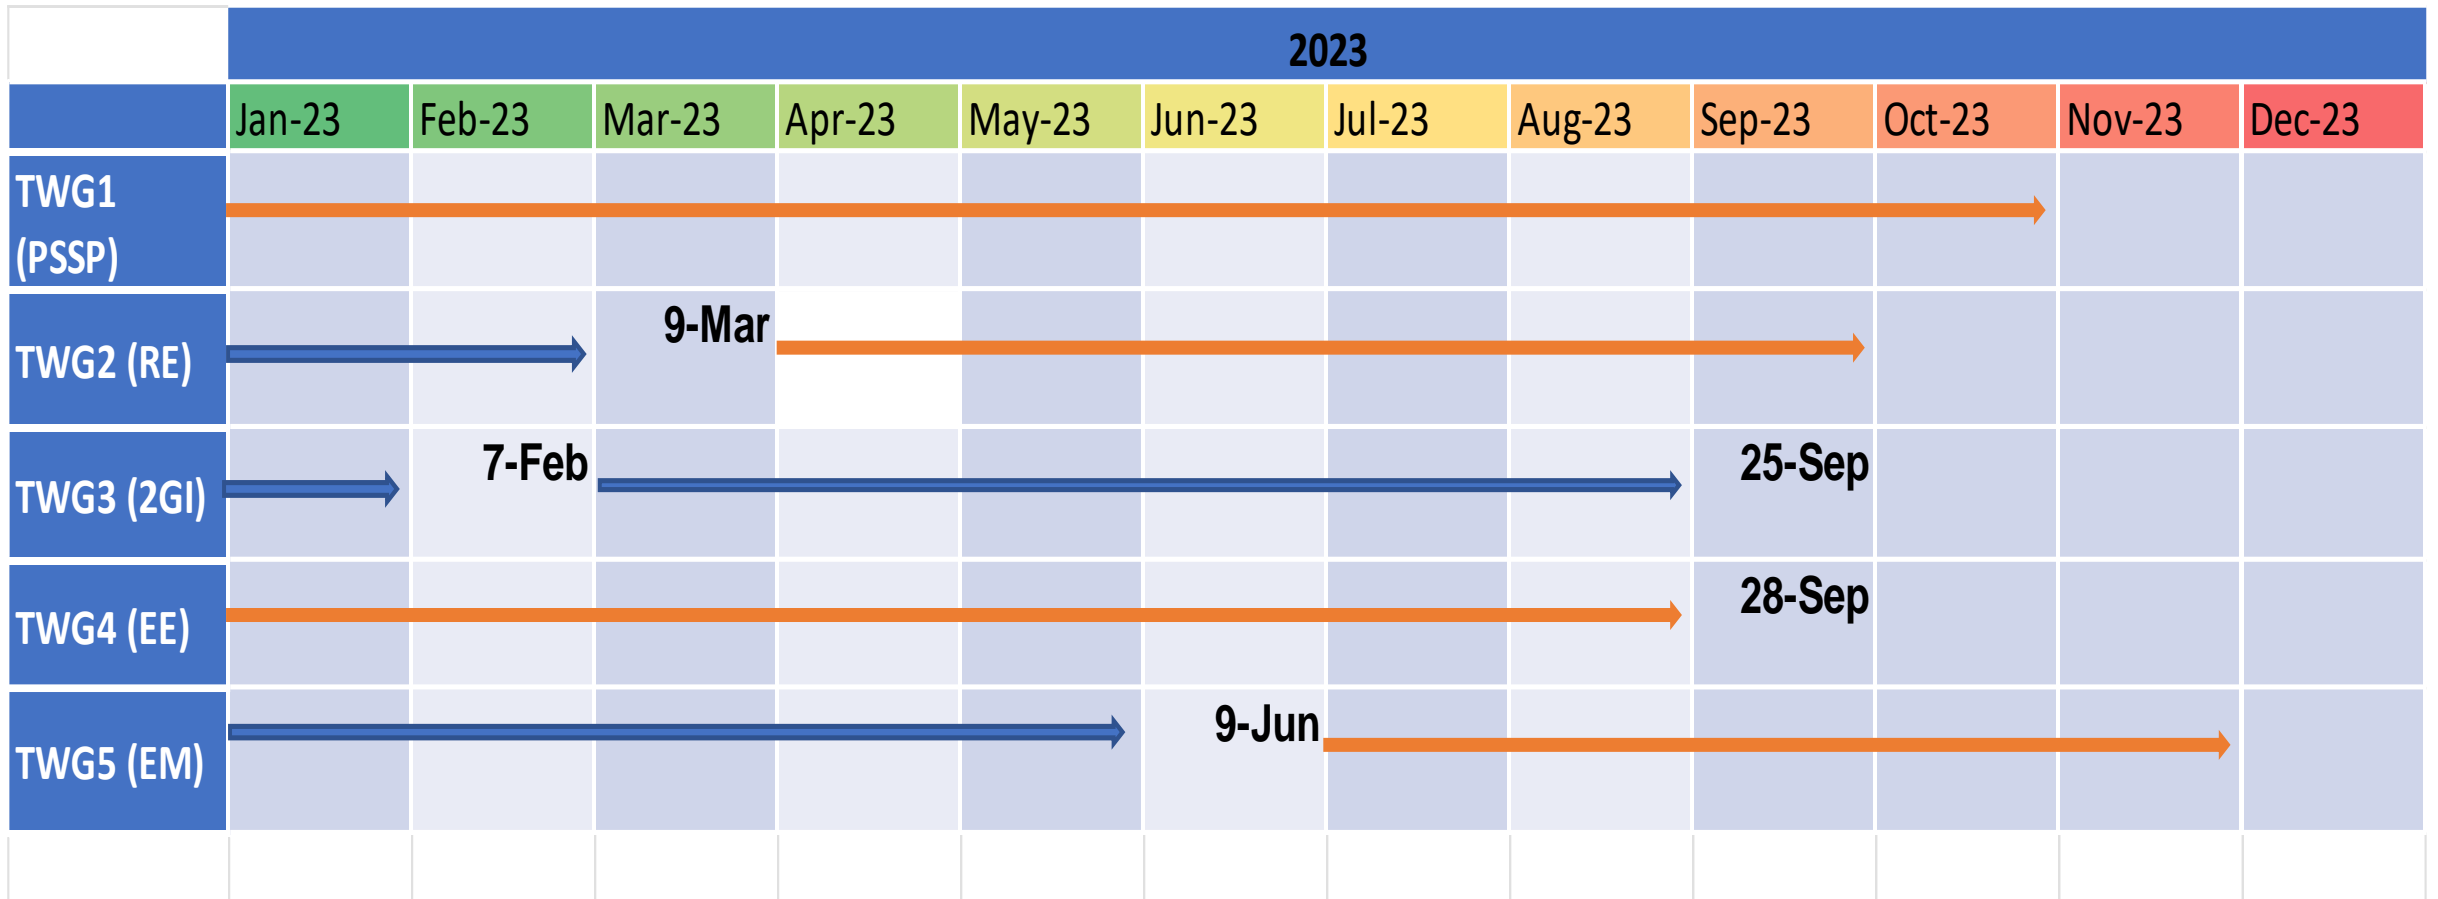 2023
Jan-23 Feb-23 Mar-23 Apr-23 May-23 Jun-23 Jul-23 Aug-23 Sep-23 Oct-23 Nov-23 Dec-23
TWG1
(PSSP)
TWG2 (RE) 9-Mar
TWG3 (2GI) 7-Feb 25-Sep
TWG4 (EE) 28-Sep
TWG5 (EM) 9-Jun